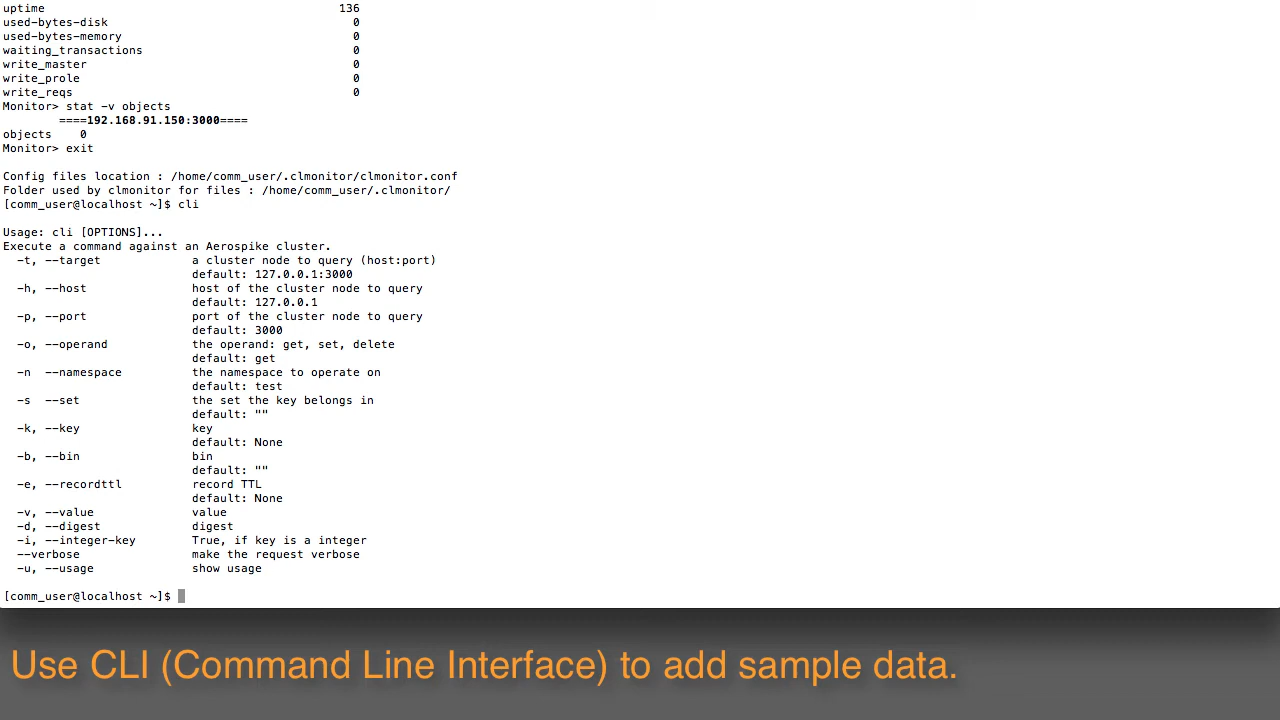 uptime 136
used-bytes-disk 0
used-bytes-memory 0
waiting_transactions 0
write_master 0
write_prole 0
write_reqs 0
Monitor> stat -v objects
====192.168.91.150:3000====
objects 0
Monitor> exit
Config files location : /home/comm_user/.clmonitor/clmonitor.conf
Folder used by clmonitor for files : /home/comm_user/.clmonitor/
[comm_user@localhost ~]$ cli
Usage: cli [OPTIONS]...
Execute a command against an Aerospike cluster.
-t, --target a cluster node to query (host:port)
default: 127.0.0.1:3000
-h, --host host of the cluster node to query
default: 127.0.0.1
-p, --port port of the cluster node to query
default: 3000
-o, --operand the operand: get, set, delete
default: get
-n --namespace the namespace to operate on
default: test
-s --set the set the key belongs in
default: ""
-k, --key key
default: None
-b, --bin bin
default: ""
-e, --recordttl record TTL
default: None
-v, --value value
-d, --digest digest
-i, --integer-key True, if key is a integer
--verbose make the request verbose
-u, --usage show usage
[comm_user@localhost ~]$
Use CLI (Command Line Interface) to add sample data.